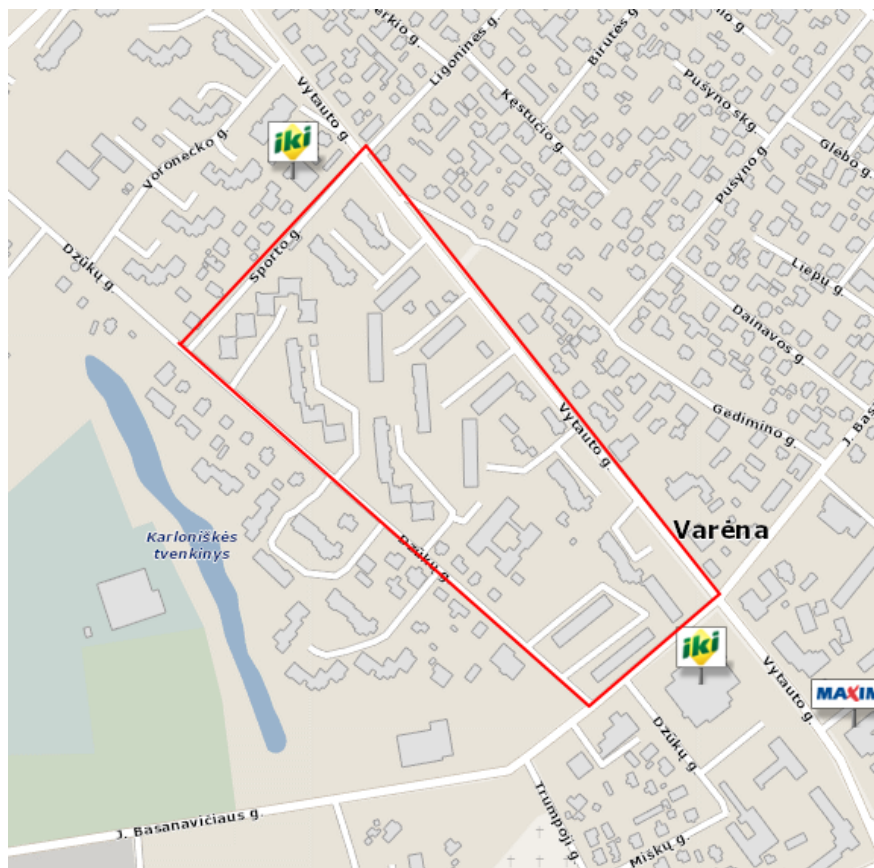 Ligoninės g.
Birutės g.
Vytauto g.
Kęstučio g.
Pušyno skg.
Glėbo g.
Voronecko g.
iki
Pušyno g.
Sporto g.
Dzūkų g.
Liepų g.
Dainavos g.
Gedimino g.
Vytauto g.
Varėna
Karloniškės
tvenkinys
Dzūkų g.
iki
Vytauto g.
MAXIM
Dzūkų g.
J. Basanavičiaus g.
Trumpoji g.
Miškų g.